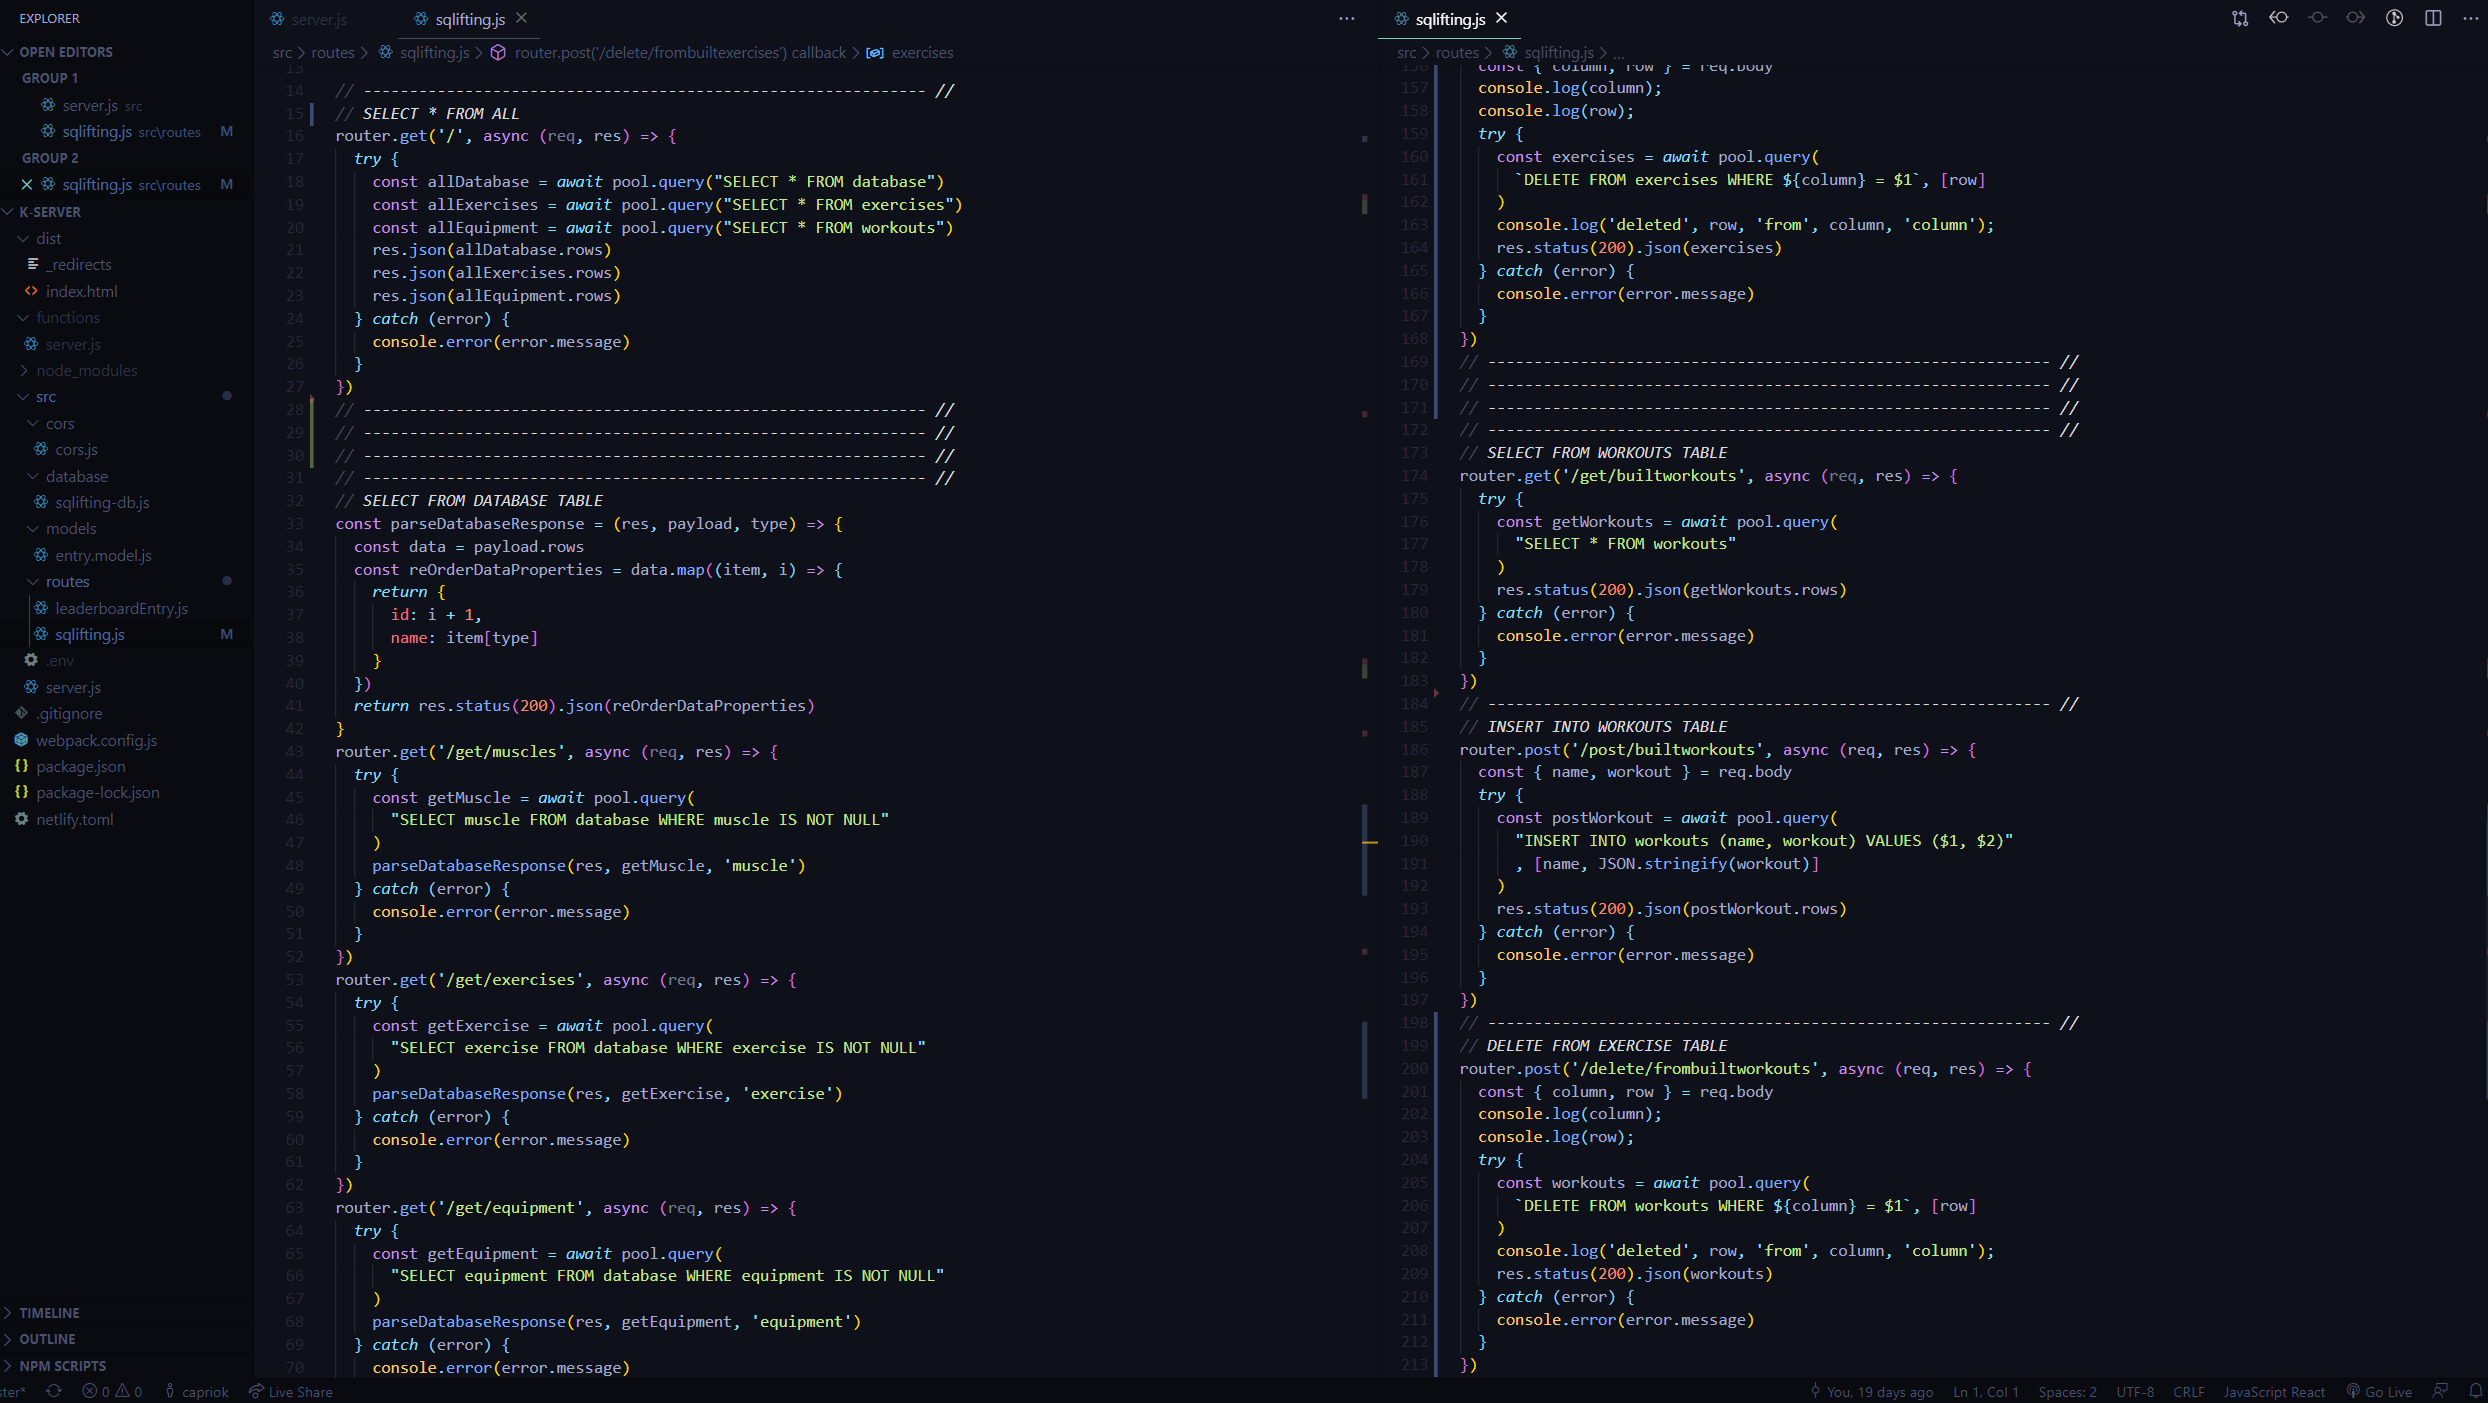 EXPLORER
OPEN EDITORS
GROUP 1
server.js src
sqlifting.js src\routes M
GROUP 2
sqlifting.js src\routes M
K-SERVER
dist
_redirects
index.html
functions
server.js
node_modules
src
cors
cors.js
database
sqlifting-db.js
models
entry.model.js
routes
leaderboardEntry.js
sqlifting.js M
.env
server.js
.gitignore
webpack.config.js
package.json
package-lock.json
netlify.toml
TIMELINE
OUTLINE
NPM SCRIPTS
server.js sqlifting.js
src > routes > sqlifting.js > router.post('/delete/frombuiltexercises') callback > exercises
13
14 // ------------------------------------------------------------- //
15 // SELECT * FROM ALL
16 router.get('/', async (req, res) => {
17 try {
18 const allDatabase = await pool.query("SELECT * FROM database")
19 const allExercises = await pool.query("SELECT * FROM exercises")
20 const allEquipment = await pool.query("SELECT * FROM workouts")
21 res.json(allDatabase.rows)
22 res.json(allExercises.rows)
23 res.json(allEquipment.rows)
24 } catch (error) {
25 console.error(error.message)
26 }
27 })
28 // ------------------------------------------------------------- //
29 // ------------------------------------------------------------- //
30 // ------------------------------------------------------------- //
31 // ------------------------------------------------------------- //
32 // SELECT FROM DATABASE TABLE
33 const parseDatabaseResponse = (res, payload, type) => {
34 const data = payload.rows
35 const reOrderDataProperties = data.map((item, i) => {
36 return {
37 id: i + 1,
38 name: item[type]
39 }
40 })
41 return res.status(200).json(reOrderDataProperties)
42 }
43 router.get('/get/muscles', async (req, res) => {
44 try {
45 const getMuscle = await pool.query(
46 "SELECT muscle FROM database WHERE muscle IS NOT NULL"
47 )
48 parseDatabaseResponse(res, getMuscle, 'muscle')
49 } catch (error) {
50 console.error(error.message)
51 }
52 })
53 router.get('/get/exercises', async (req, res) => {
54 try {
55 const getExercise = await pool.query(
56 "SELECT exercise FROM database WHERE exercise IS NOT NULL"
57 )
58 parseDatabaseResponse(res, getExercise, 'exercise')
59 } catch (error) {
60 console.error(error.message)
61 }
62 })
63 router.get('/get/equipment', async (req, res) => {
64 try {
65 const getEquipment = await pool.query(
66 "SELECT equipment FROM database WHERE equipment IS NOT NULL"
67 )
68 parseDatabaseResponse(res, getEquipment, 'equipment')
69 } catch (error) {
70 console.error(error.message)
sqlifting.js
src > routes > sqlifting.js > ...
156 const { column, row } = req.body
157 console.log(column);
158 console.log(row);
159 try {
160 const exercises = await pool.query(
161 `DELETE FROM exercises WHERE ${column} = $1`, [row]
162 )
163 console.log('deleted', row, 'from', column, 'column');
164 res.status(200).json(exercises)
165 } catch (error) {
166 console.error(error.message)
167 }
168 })
169 // ------------------------------------------------------------- //
170 // ------------------------------------------------------------- //
171 // ------------------------------------------------------------- //
172 // ------------------------------------------------------------- //
173 // SELECT FROM WORKOUTS TABLE
174 router.get('/get/builtworkouts', async (req, res) => {
175 try {
176 const getWorkouts = await pool.query(
177 "SELECT * FROM workouts"
178 )
179 res.status(200).json(getWorkouts.rows)
180 } catch (error) {
181 console.error(error.message)
182 }
183 })
184 // ------------------------------------------------------------- //
185 // INSERT INTO WORKOUTS TABLE
186 router.post('/post/builtworkouts', async (req, res) => {
187 const { name, workout } = req.body
188 try {
189 const postWorkout = await pool.query(
190 "INSERT INTO workouts (name, workout) VALUES ($1, $2)"
191 , [name, JSON.stringify(workout)]
192 )
193 res.status(200).json(postWorkout.rows)
194 } catch (error) {
195 console.error(error.message)
196 }
197 })
198 // ------------------------------------------------------------- //
199 // DELETE FROM EXERCISE TABLE
200 router.post('/delete/frombuiltworkouts', async (req, res) => {
201 const { column, row } = req.body
202 console.log(column);
203 console.log(row);
204 try {
205 const workouts = await pool.query(
206 `DELETE FROM workouts WHERE ${column} = $1`, [row]
207 )
208 console.log('deleted', row, 'from', column, 'column');
209 res.status(200).json(workouts)
210 } catch (error) {
211 console.error(error.message)
212 }
213 })
ster* 0 0 capriok Live Share You, 19 days ago Ln 1, Col 1 Spaces: 2 UTF-8 CRLF JavaScript React Go Live